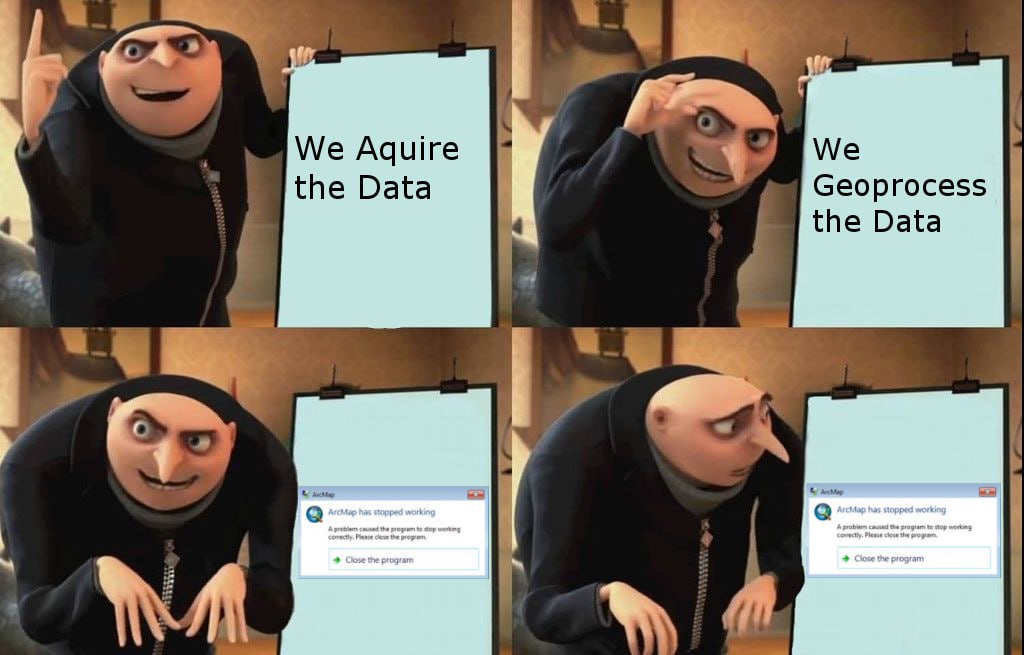 We Aquire
the Data
We
Geoprocess
the Data
ArcMap
ArcMap has stopped working
A problem caused the program to stop working
correctly. Please close the program.
Close the program
ArcMap
ArcMap has stopped working
A problem caused the program to stop working
correctly. Please close the program.
Close the program